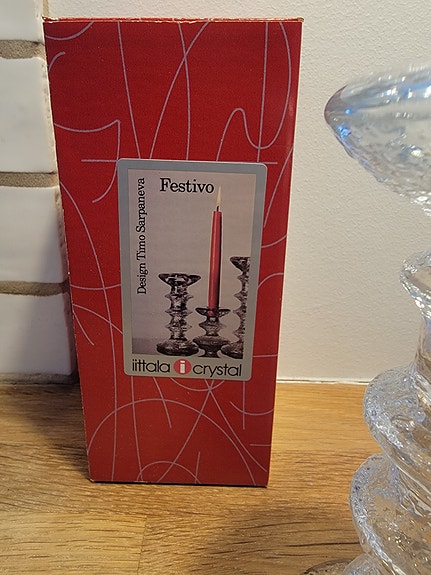 Festivo
Design Timo Sarpaneva
iittala i crystal